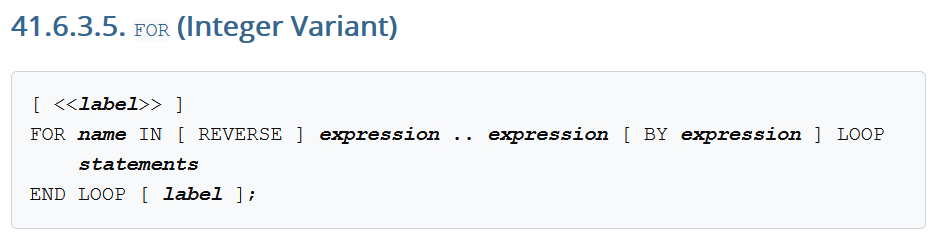 41.6.3.5. FOR (Integer Variant)
[ <<label>> ]
FOR name IN [ REVERSE ] expression .. expression [ BY expression ] LOOP
    statements
END LOOP [ label ];